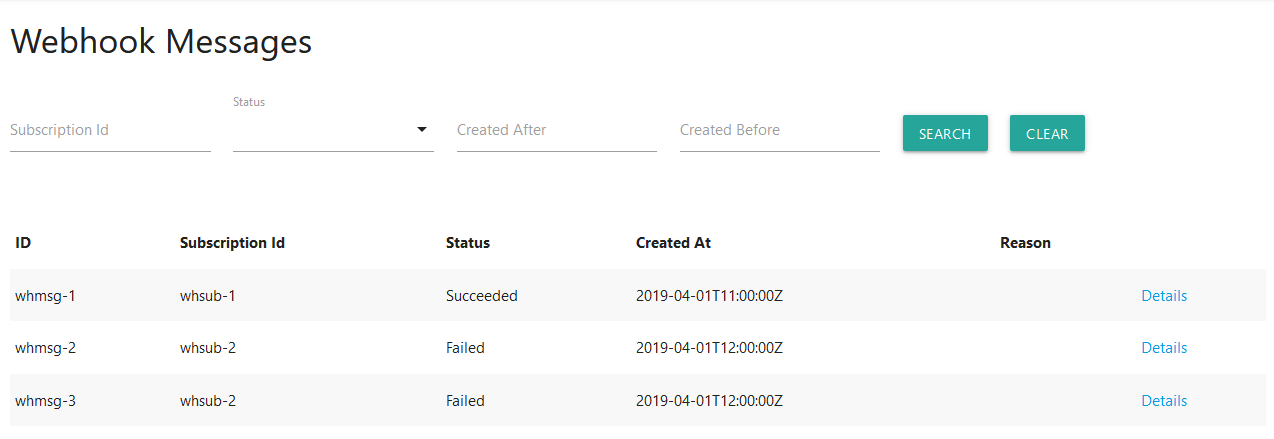 Webhook Messages
Status
Subscription Id Created After Created Before SEARCH CLEAR
ID Subscription Id Status Created At Reason
whmsg-1 whsub-1 Succeeded 2019-04-01T11:00:00Z Details
whmsg-2 whsub-2 Failed 2019-04-01T12:00:00Z Details
whmsg-3 whsub-2 Failed 2019-04-01T12:00:00Z Details